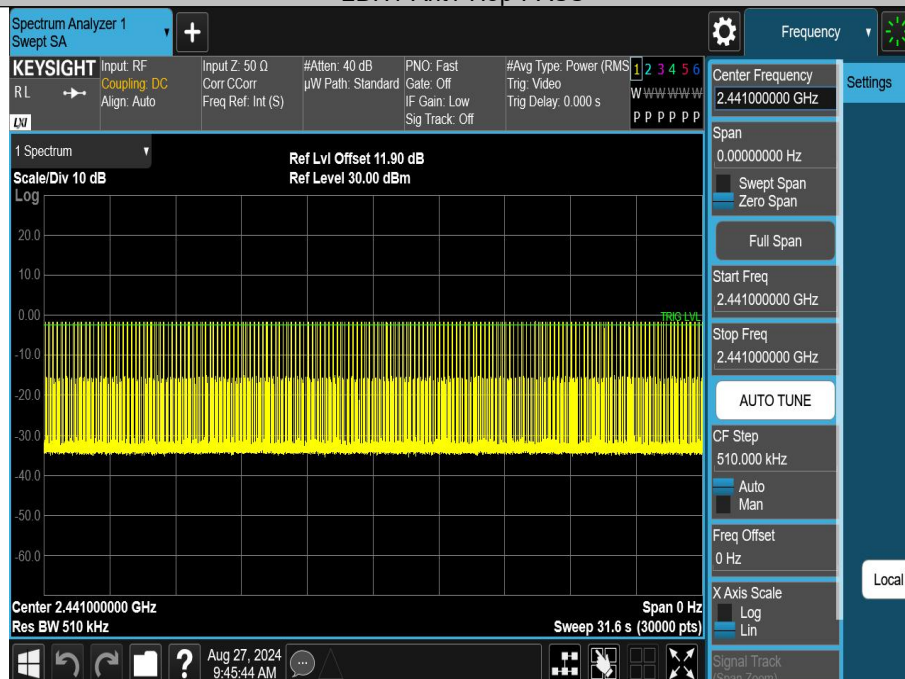 Spectrum Analyzer 1
Swept SA
Frequency
KEYSIGHT
RL
LXI
Input: RF
Coupling: DC
Align: Auto
Input Z: 50 Ω
Corr CCorr
Freq Ref: Int (S)
#Atten: 40 dB
µW Path: Standard
PNO: Fast
Gate: Off
IF Gain: Low
Sig Track: Off
#Avg Type: Power (RMS
Trig: Video
Trig Delay: 0.000 s
1 2 3 4 5 6
W W W W W W
P P P P P P
Center Frequency
2.441000000 GHz
Settings
Span
0.00000000 Hz
Swept Span
Zero Span
Full Span
Start Freq
2.441000000 GHz
Stop Freq
2.441000000 GHz
AUTO TUNE
CF Step
510.000 kHz
Auto
Man
Freq Offset
0 Hz
X Axis Scale
Log
Lin
Signal Track
(Span Zoom)
Local
1 Spectrum
Scale/Div 10 dB
Ref Lvl Offset 11.90 dB
Ref Level 30.00 dBm
Log
20.0
10.0
0.00
TRIG LVL
-10.0
-20.0
-30.0
-40.0
-50.0
-60.0
Center 2.441000000 GHz
Span 0 Hz
Res BW 510 kHz
Sweep 31.6 s (30000 pts)
?
Aug 27, 2024
9:45:44 AM